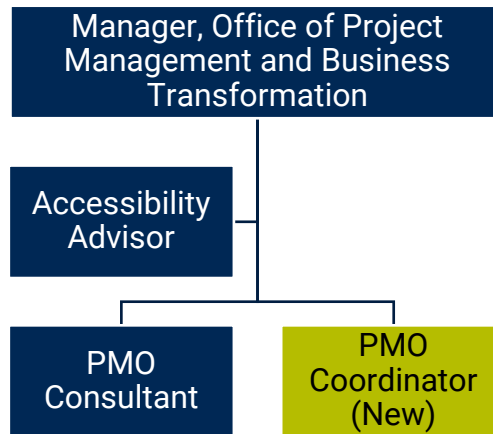 Manager, Office of Project
Management and Business
Transformation
Accessibility
Advisor
PMO
Consultant
PMO
Coordinator
(New)